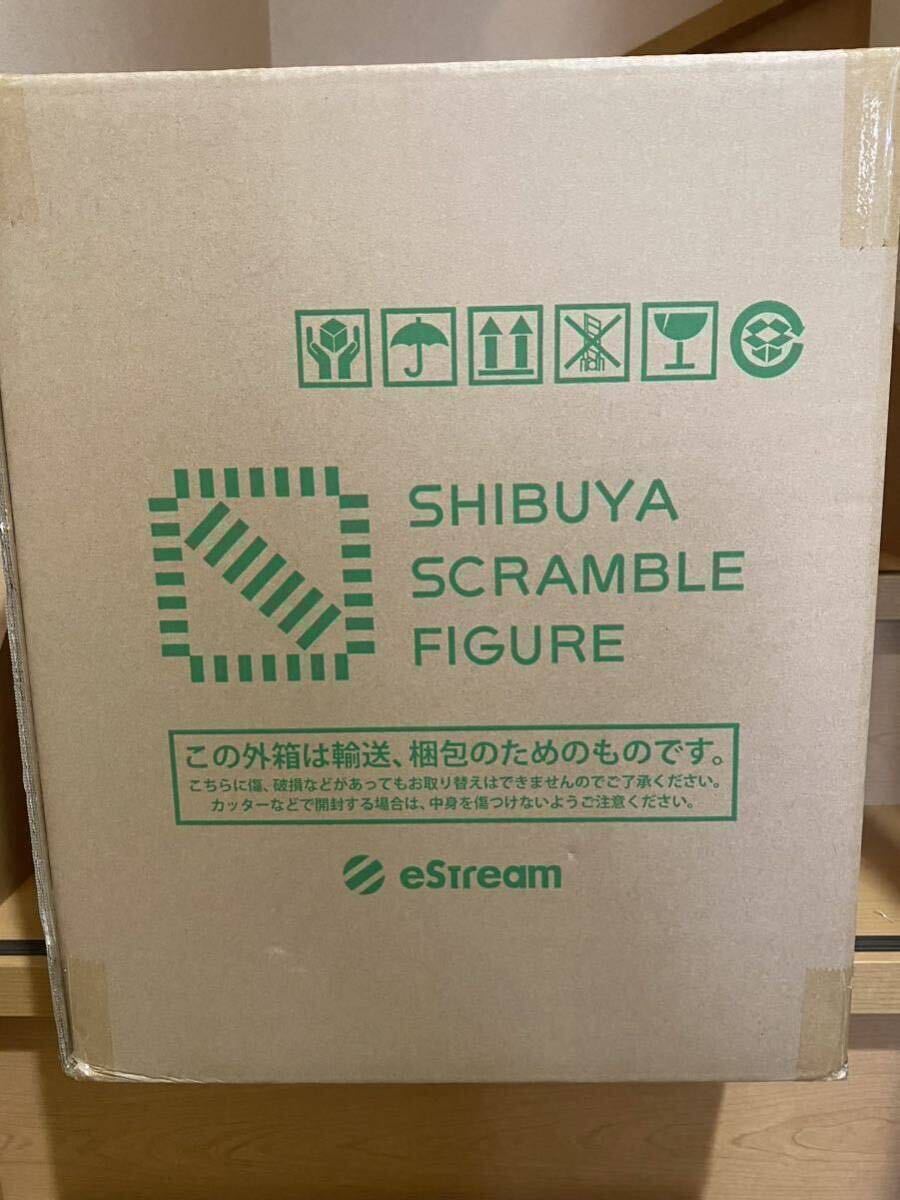 SHIBUYA
SCRAMBLE
FIGURE
この外箱は輸送、梱包のためのものです。
こちらに傷、破損などがあってもお取り替えはできませんのでご了承ください。
カッターなどで開封する場合は、中身を傷つけないようご注意ください。
eStream